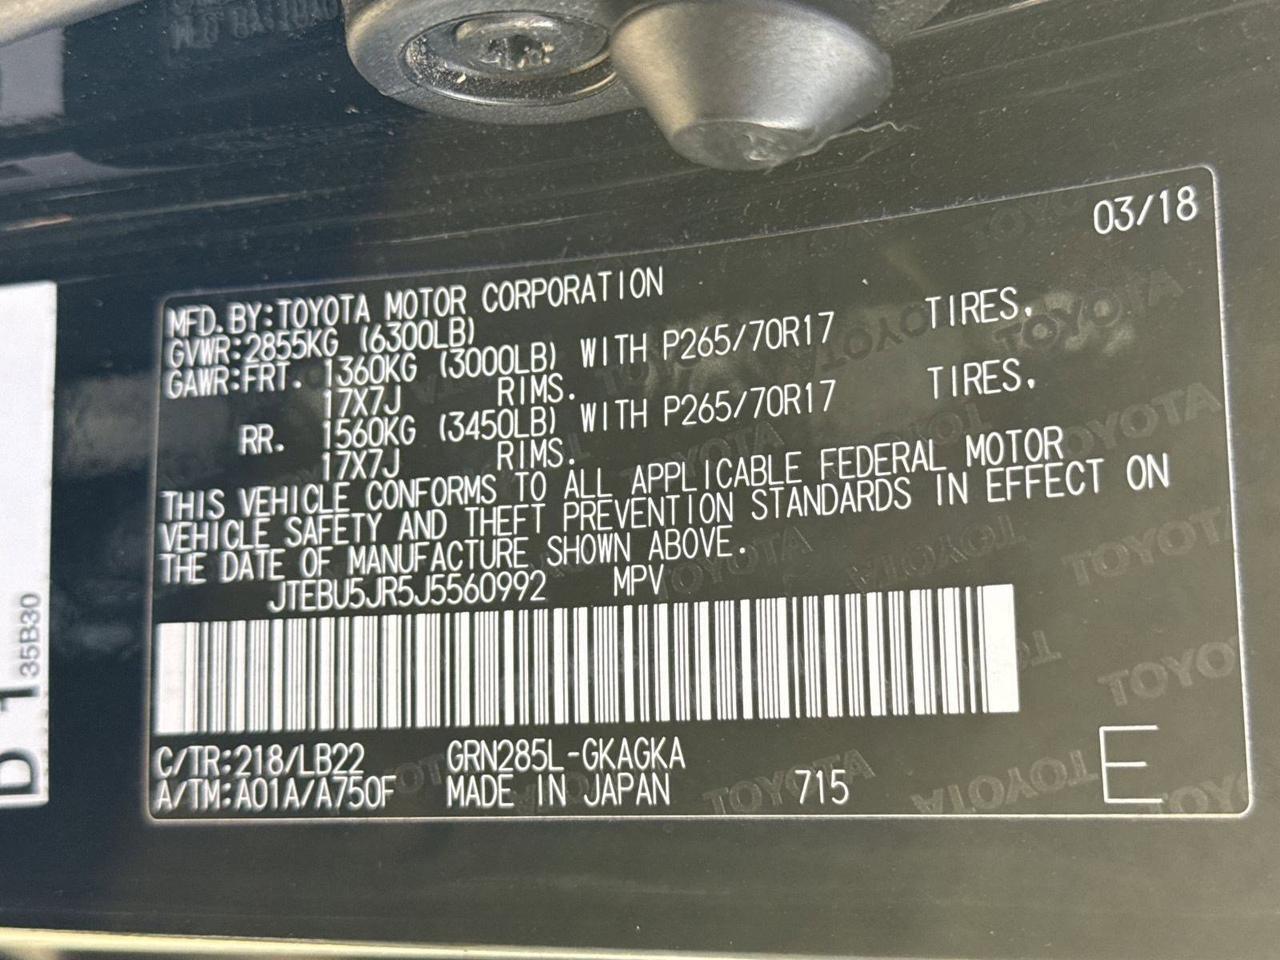 03/18
MFD.BY:TOYOTA MOTOR CORPORATION
GVWR:2855KG (6300LB)
GAWR:FRT. 1360KG (3000LB) WITH P265/70R17 TIRES,
17X7J RIMS.
RR. 1560KG (3450LB) WITH P265/70R17 TIRES,
17X7J RIMS.
THIS VEHICLE CONFORMS TO ALL APPLICABLE FEDERAL MOTOR
VEHICLE SAFETY AND THEFT PREVENTION STANDARDS IN EFFECT ON
THE DATE OF MANUFACTURE SHOWN ABOVE.
JTEBU5JR5J5560992 MPV
C/TR:218/LB22 GRN285L-GKAGKA
A/TM:A01A/A750F MADE IN JAPAN 715 E
D 1
35B30